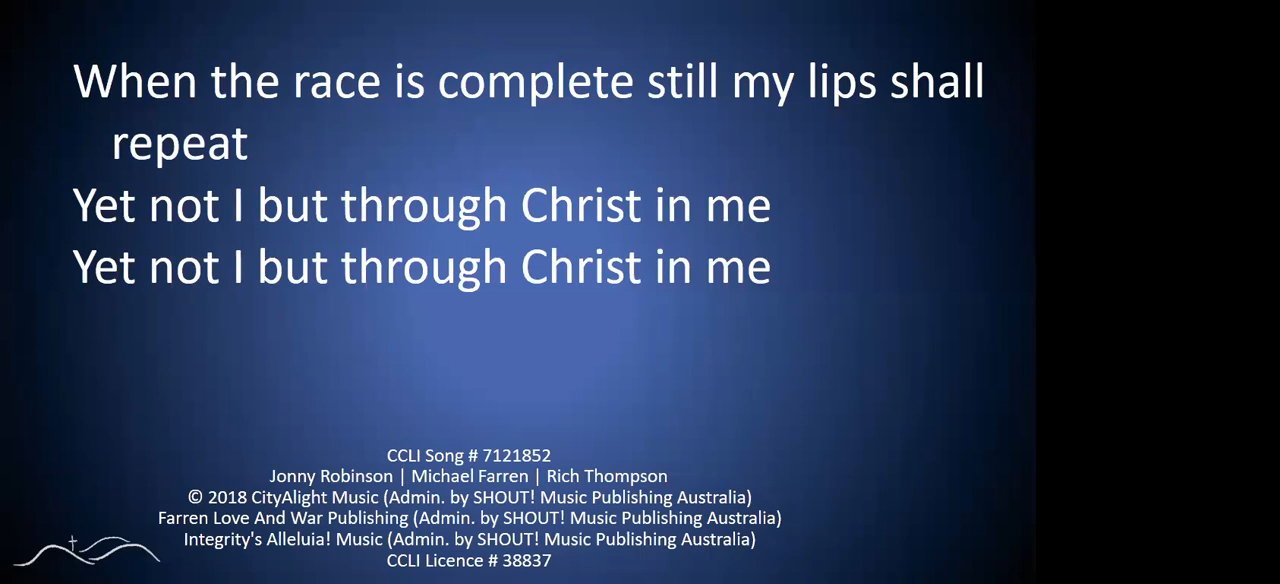 When the race is complete still my lips shall
repeat
Yet not I but through Christ in me
Yet not I but through Christ in me
CCLI Song # 7121852
Jonny Robinson | Michael Farren | Rich Thompson
© 2018 CityAlight Music (Admin. by SHOUT! Music Publishing Australia)
Farren Love And War Publishing (Admin. by SHOUT! Music Publishing Australia)
Integrity's Alleluia! Music (Admin. by SHOUT! Music Publishing Australia)
CCLI Licence # 38837